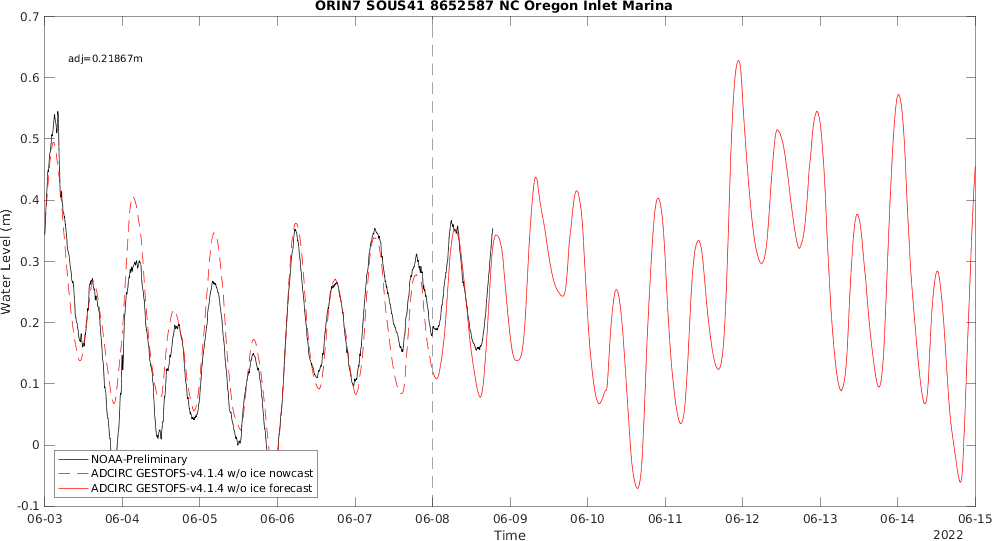 ORIN7 SOUS41 8652587 NC Oregon Inlet Marina
adj=0.21867m
Water Level (m)
0.7
0.6
0.5
0.4
0.3
0.2
0.1
0
-0.1
NOAA-Preliminary
ADCIRC GESTOFS-v4.1.4 w/o ice nowcast
ADCIRC GESTOFS-v4.1.4 w/o ice forecast
06-03 06-04 06-05 06-06 06-07 06-08 06-09 06-10 06-11 06-12 06-13 06-14 06-15
Time
2022